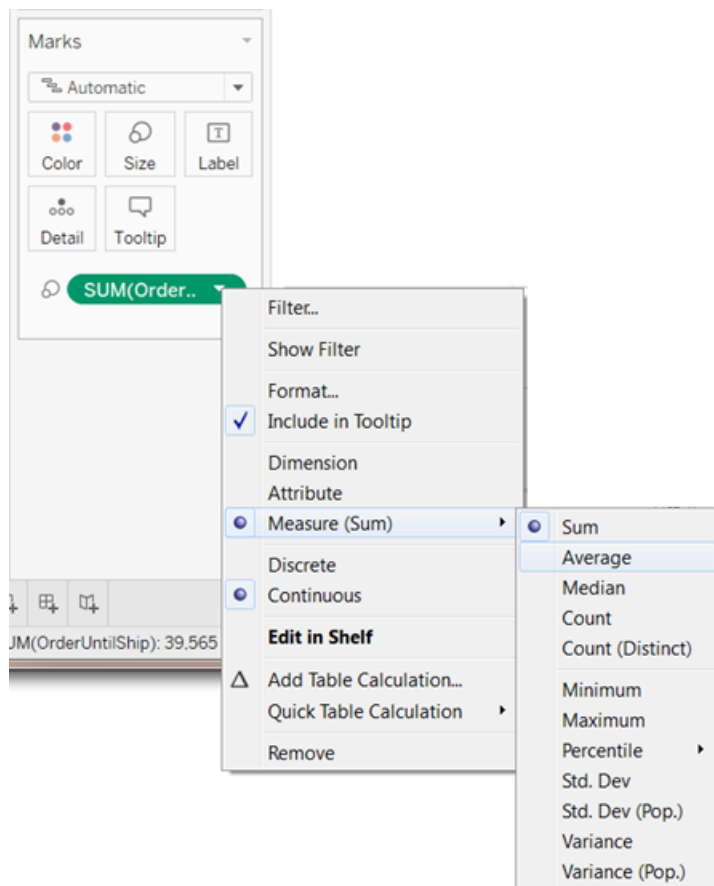 Marks
Automatic
Color Size Label
Detail Tooltip
SUM(Order..
Filter...
Show Filter
Format...
Include in Tooltip
Dimension
Attribute
Measure (Sum)
Discrete
Continuous
Edit in Shelf
Add Table Calculation...
Quick Table Calculation
Remove
Sum
Average
Median
Count
Count (Distinct)
Minimum
Maximum
Percentile
Std. Dev
Std. Dev (Pop.)
Variance
Variance (Pop.)
UM(OrderUntilShip): 39,565